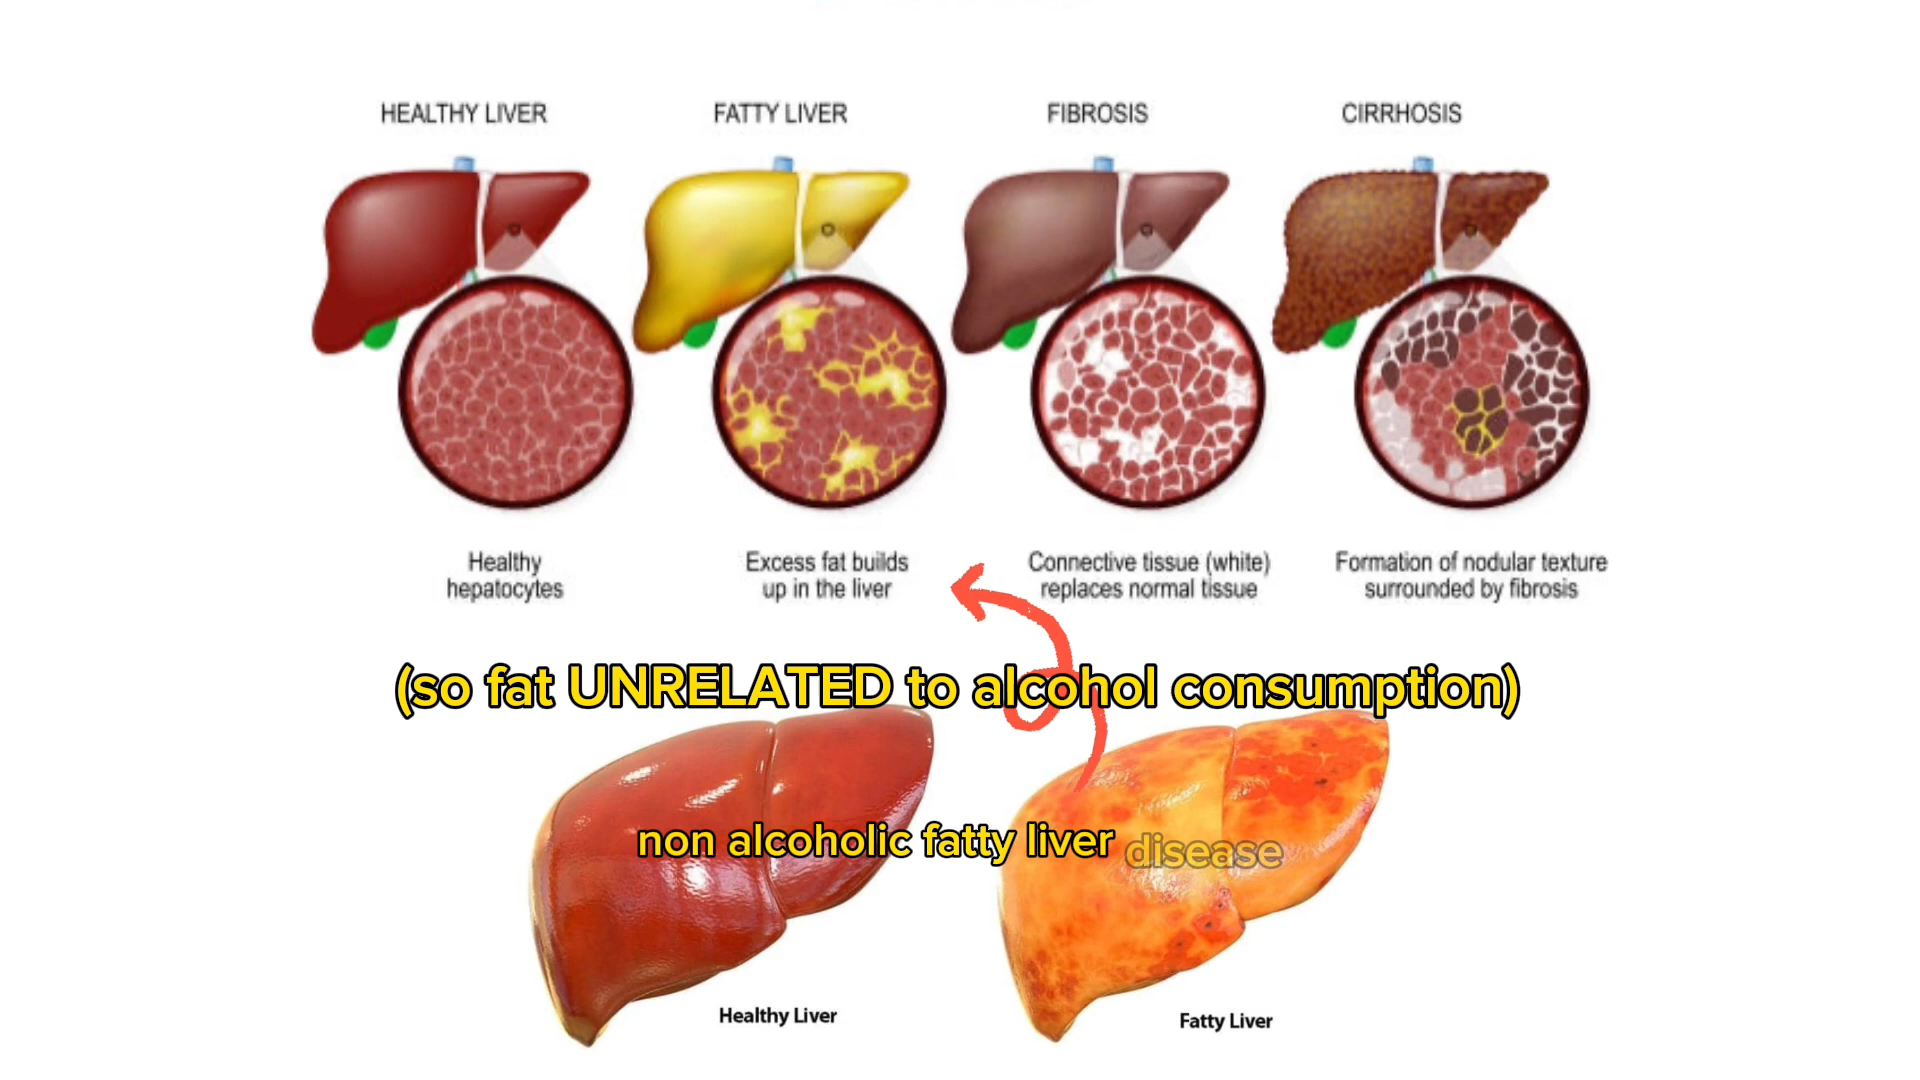 HEALTHY LIVER
FATTY LIVER
FIBROSIS
CIRRHOSIS
Healthy
hepatocytes
Excess fat builds
up in the liver
Connective tissue (white)
replaces normal tissue
Formation of nodular texture
surrounded by fibrosis
(so fat UNRELATED to alcohol consumption)
non alcoholic fatty liver disease
Healthy Liver
Fatty Liver